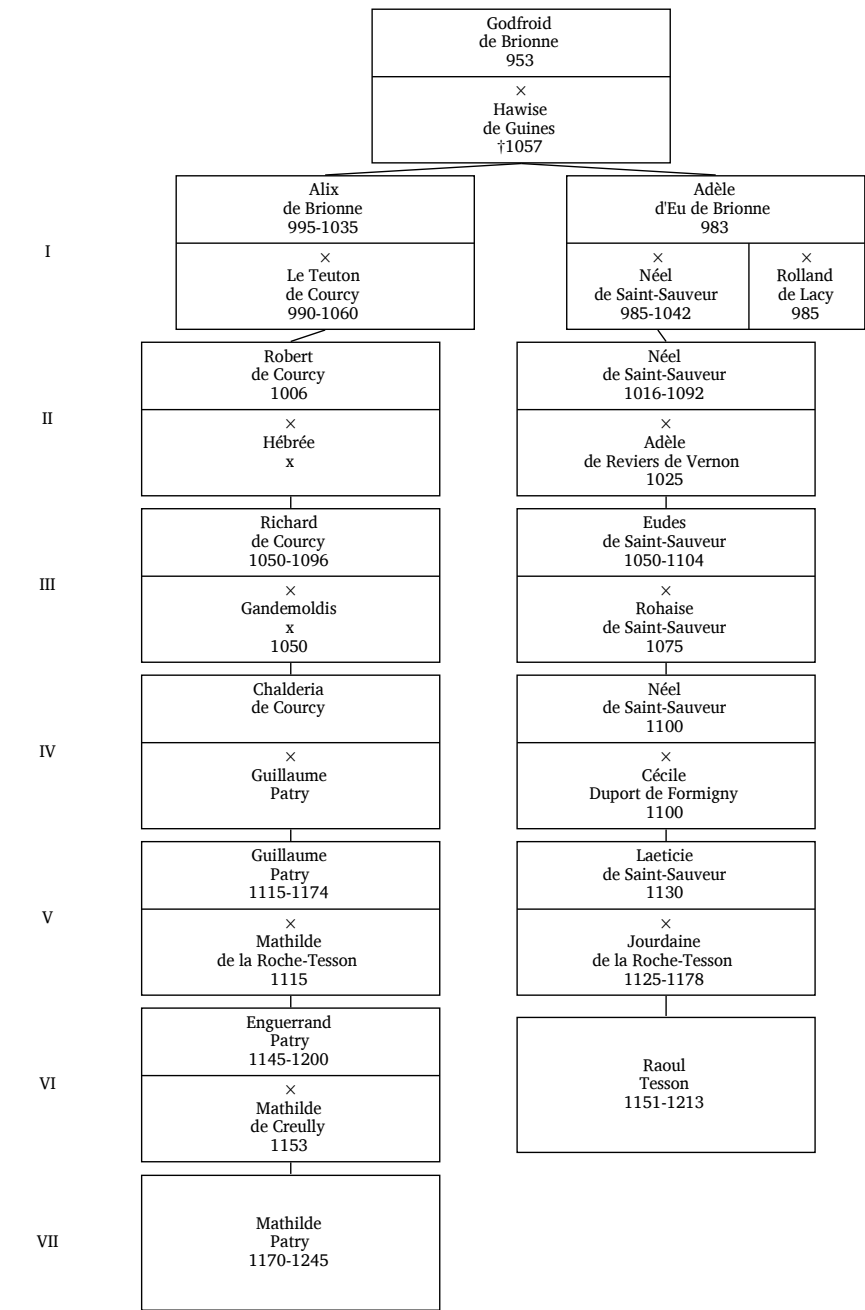 Godfroid
de Brionne
953
×
Hawise
de Guines
†1057
I
Alix
de Brionne
995-1035
×
Le Teuton
de Courcy
990-1060
Adèle
d'Eu de Brionne
983
×
Néel
de Saint-Sauveur
985-1042
×
Rolland
de Lacy
985
II
Robert
de Courcy
1006
×
Hébrée
x
Néel
de Saint-Sauveur
1016-1092
×
Adèle
de Reviers de Vernon
1025
III
Richard
de Courcy
1050-1096
×
Gandemoldis
x
1050
Eudes
de Saint-Sauveur
1050-1104
×
Rohaise
de Saint-Sauveur
1075
IV
Chalderia
de Courcy
×
Guillaume
Patry
Néel
de Saint-Sauveur
1100
×
Cécile
Duport de Formigny
1100
V
Guillaume
Patry
1115-1174
×
Mathilde
de la Roche-Tesson
1115
Laeticie
de Saint-Sauveur
1130
×
Jourdaine
de la Roche-Tesson
1125-1178
VI
Enguerrand
Patry
1145-1200
×
Mathilde
de Creully
1153
Raoul
Tesson
1151-1213
VII
Mathilde
Patry
1170-1245